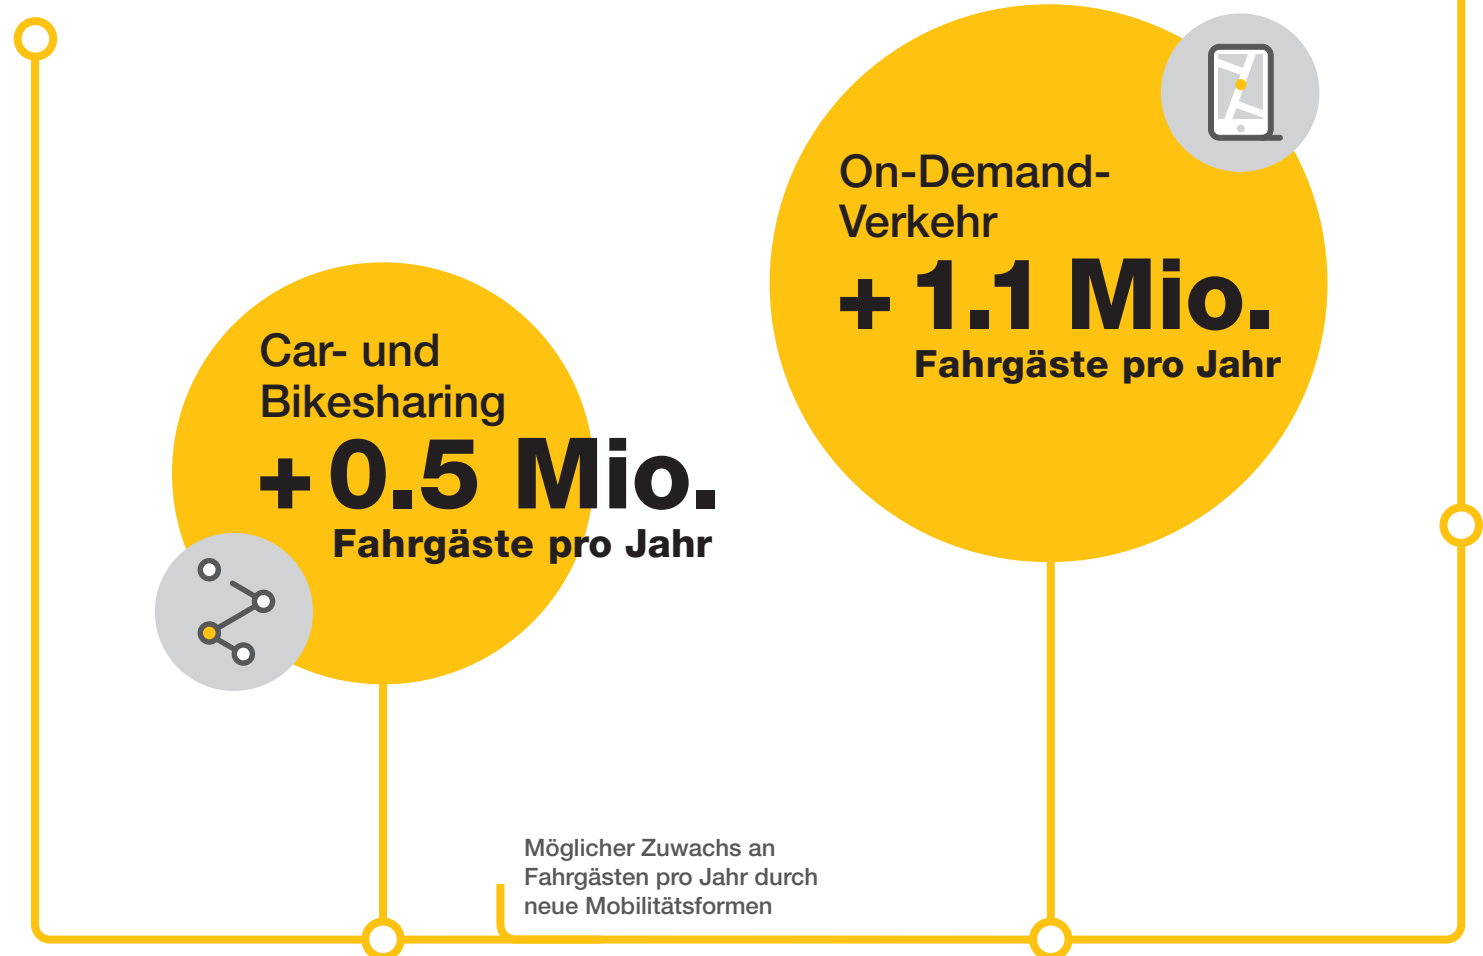 On-Demand-
Verkehr
+ 1.1 Mio.
Fahrgäste pro Jahr
Car- und
Bikesharing
+ 0.5 Mio.
Fahrgäste pro Jahr
Möglicher Zuwachs an
Fahrgästen pro Jahr durch
neue Mobilitätsformen